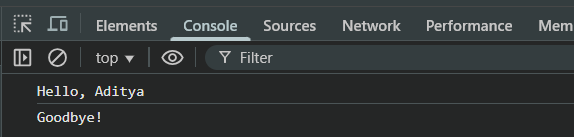 Elements Console Sources Network Performance Mem
top Filter
Hello, Aditya
Goodbye!